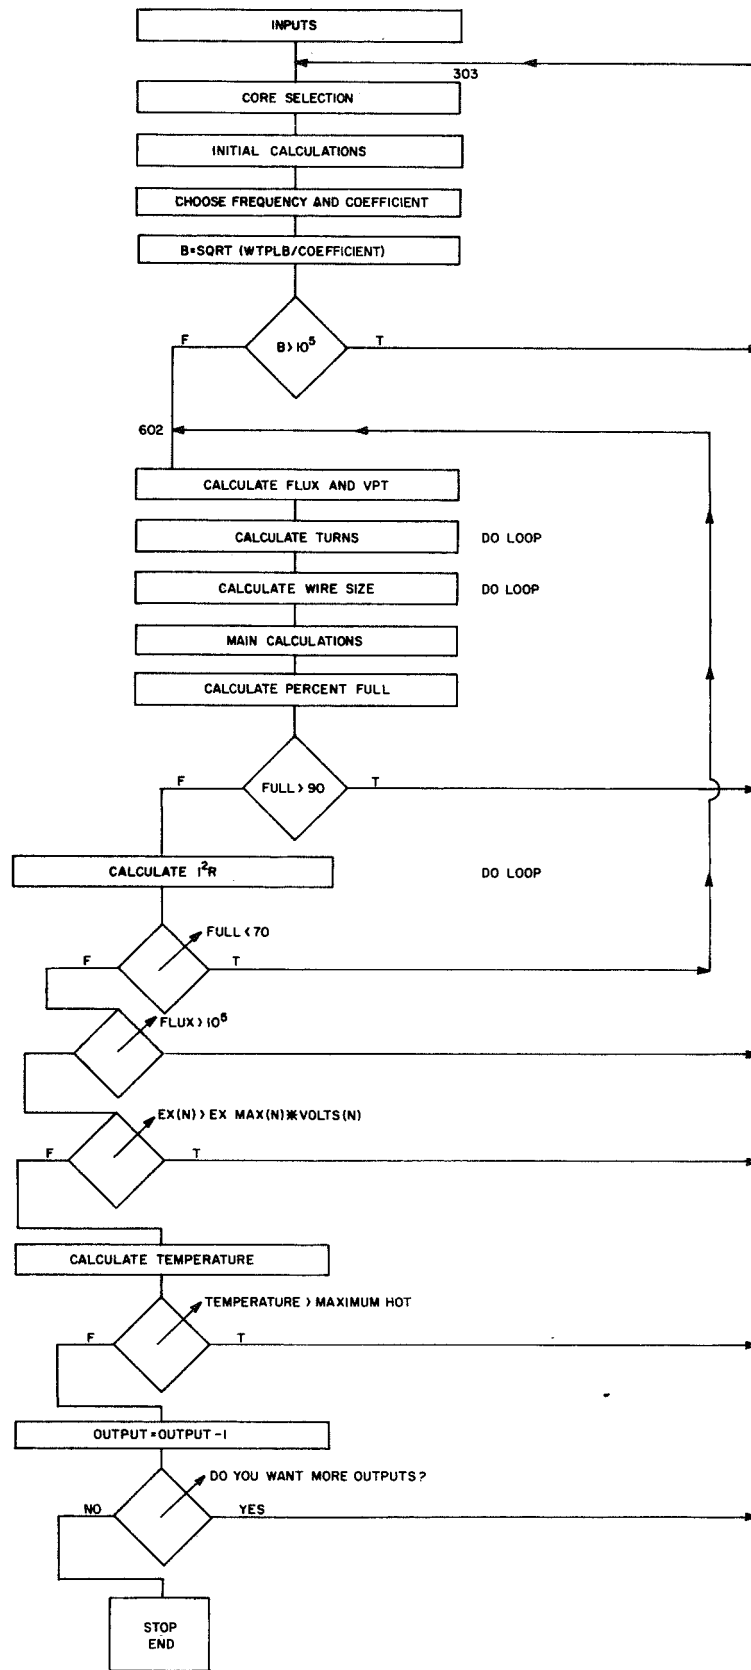 INPUTS
303
CORE SELECTION
INITIAL CALCULATIONS
CHOOSE FREQUENCY AND COEFFICIENT
B=SQRT (WTPLB/COEFFICIENT)
F
B>10⁵
T
602
CALCULATE FLUX AND VPT
CALCULATE TURNS DO LOOP
CALCULATE WIRE SIZE DO LOOP
MAIN CALCULATIONS
CALCULATE PERCENT FULL
F
FULL>90
T
CALCULATE I²R DO LOOP
FULL<70
F
T
FLUX>10⁵
EX(N)>EX MAX(N)*VOLTS(N)
F
T
CALCULATE TEMPERATURE
TEMPERATURE > MAXIMUM HOT
F
T
OUTPUT=OUTPUT-1
DO YOU WANT MORE OUTPUTS?
NO
YES
STOP
END